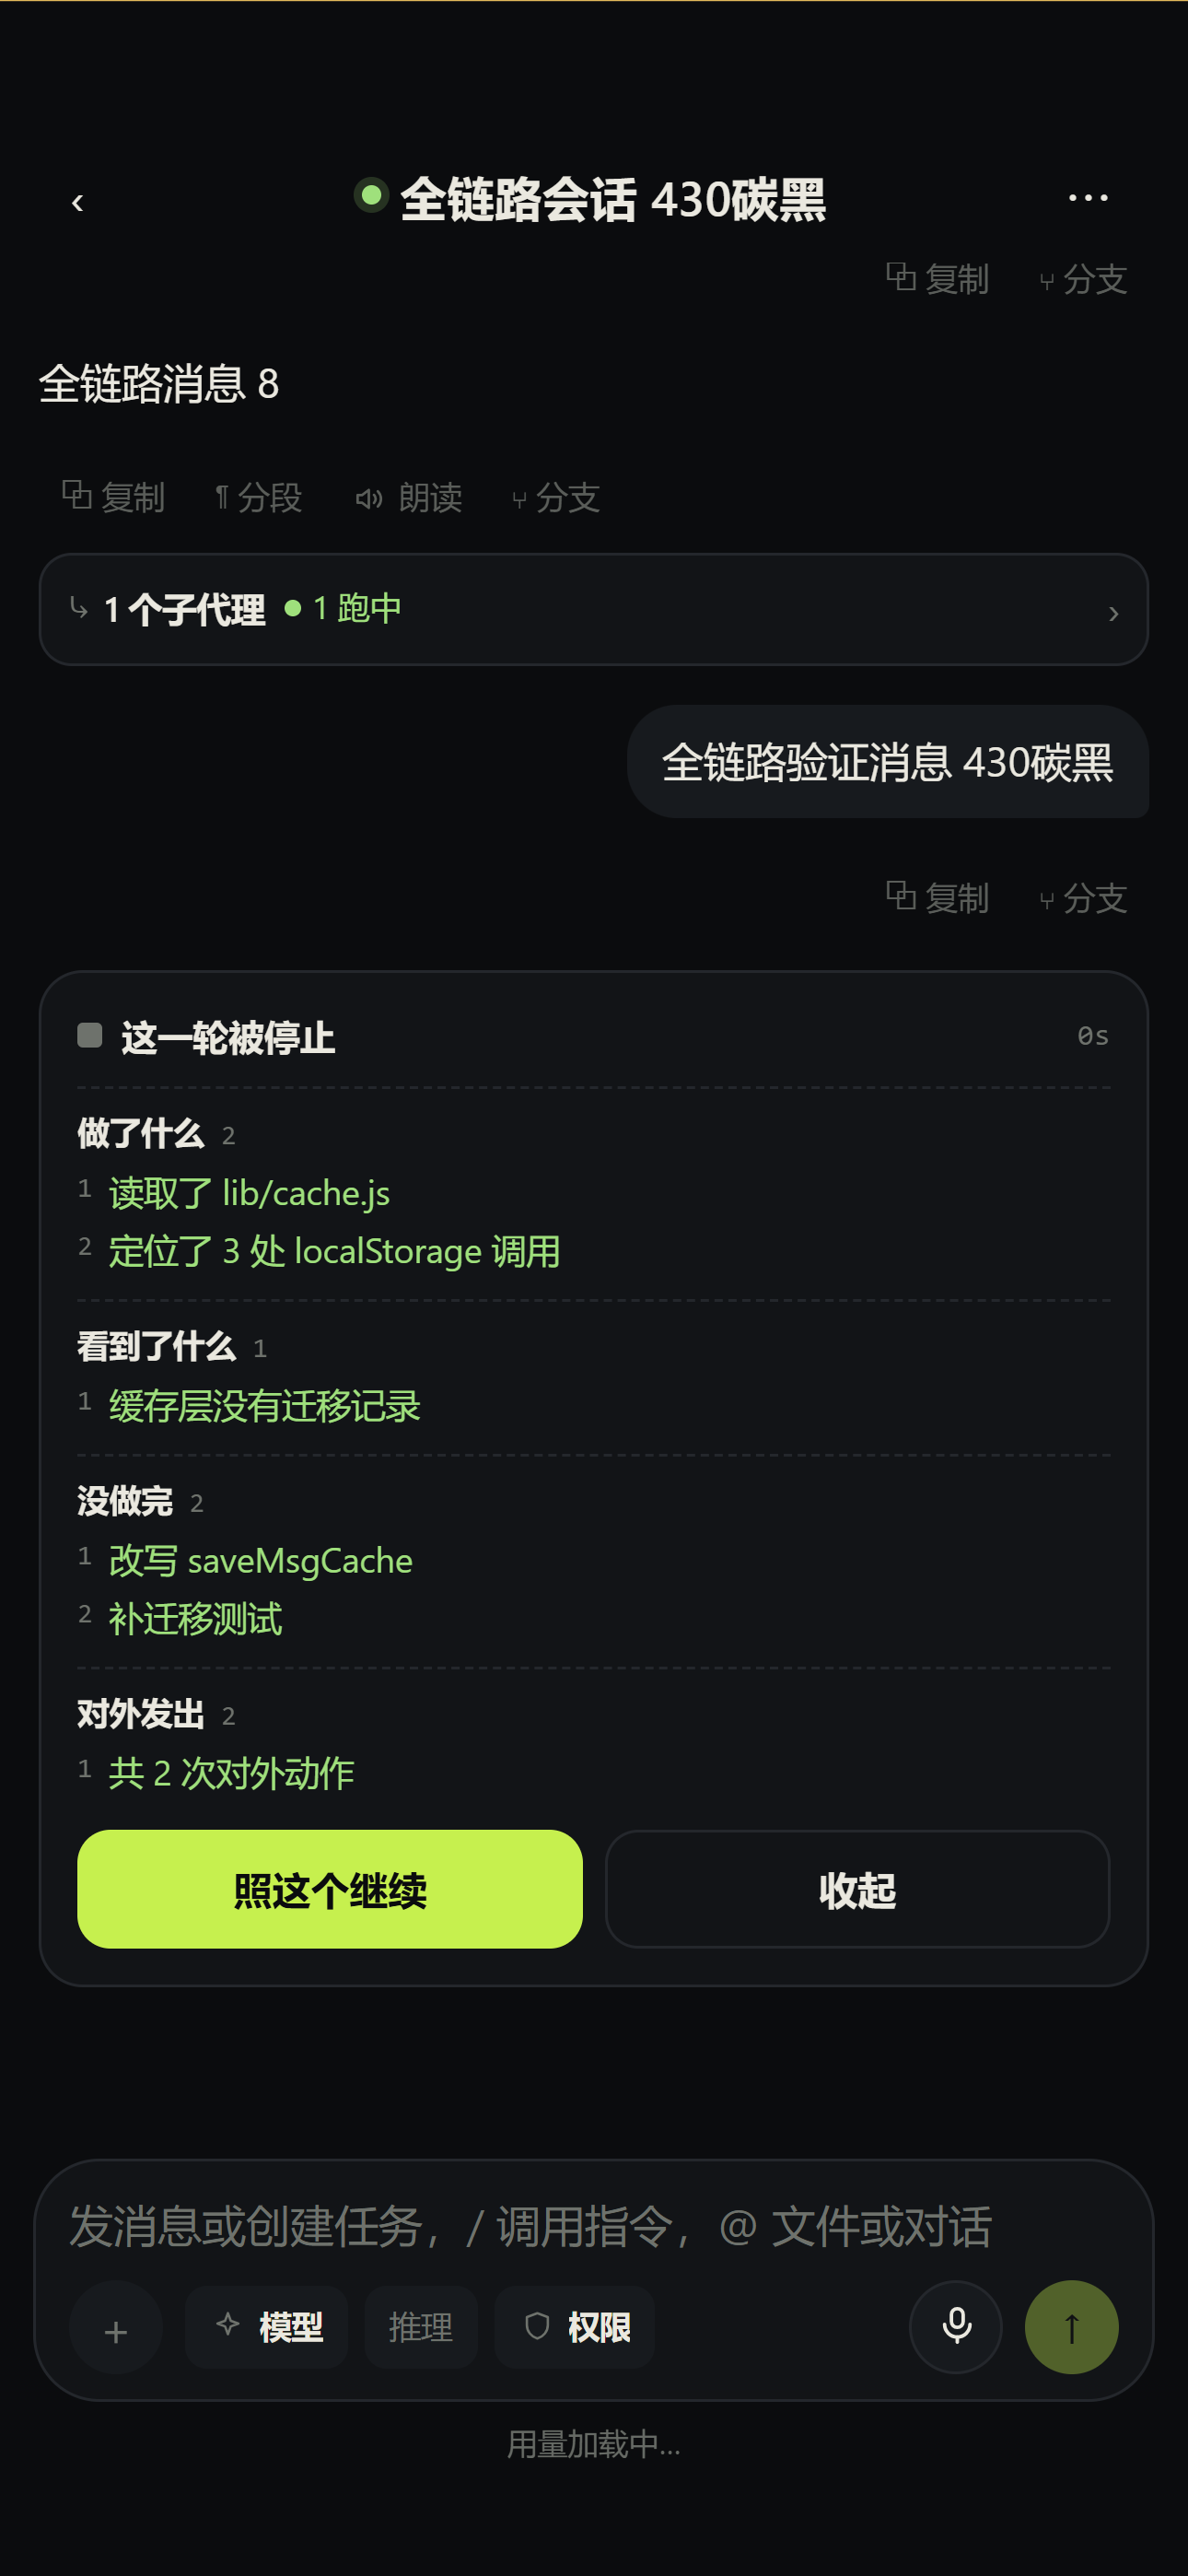 全链路会话 430碳黑
复制 分支
全链路消息 8
复制 ¶ 分段 朗读 分支
1 个子代理 1 跑中
全链路验证消息 430碳黑
复制 分支
这一轮被停止 0s
做了什么 2
1 读取了 lib/cache.js
2 定位了 3 处 localStorage 调用
看到了什么 1
1 缓存层没有迁移记录
没做完 2
1 改写 saveMsgCache
2 补迁移测试
对外发出 2
1 共 2 次对外动作
照这个继续 收起
发消息或创建任务，/ 调用指令，@ 文件或对话
+ 模型 推理 权限 ↑
用量加载中...